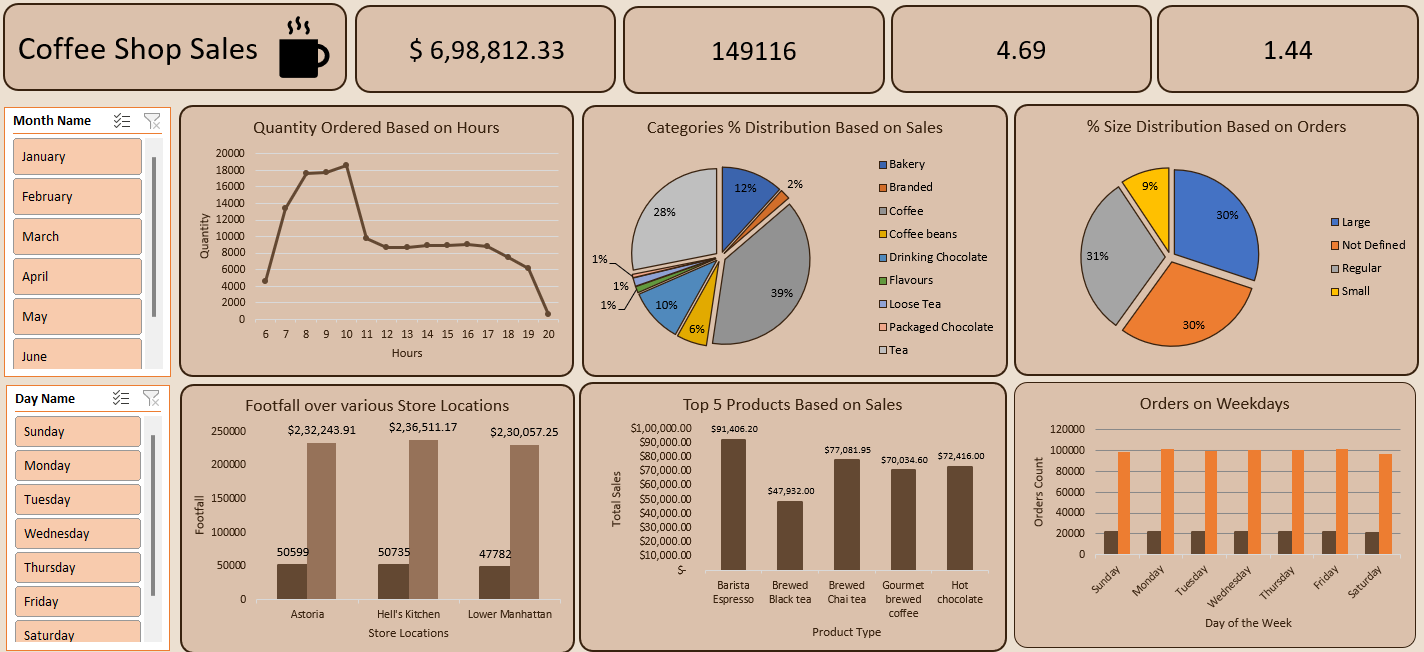 Coffee Shop Sales
$ 6,98,812.33
149116
4.69
1.44
Month Name
January
February
March
April
May
June
Day Name
Sunday
Monday
Tuesday
Wednesday
Thursday
Friday
Saturday
Quantity Ordered Based on Hours
Quantity
20000
18000
16000
14000
12000
10000
8000
6000
4000
2000
0
6 7 8 9 10 11 12 13 14 15 16 17 18 19 20
Hours
Categories % Distribution Based on Sales
12%
2%
39%
6%
10%
1%
1%
1%
28%
Bakery
Branded
Coffee
Coffee beans
Drinking Chocolate
Flavours
Loose Tea
Packaged Chocolate
Tea
% Size Distribution Based on Orders
30%
30%
31%
9%
Large
Not Defined
Regular
Small
Footfall over various Store Locations
Footfall
250000
200000
150000
100000
50000
0
$2,32,243.91
$2,36,511.17
$2,30,057.25
50599
50735
47782
Astoria
Hell's Kitchen
Lower Manhattan
Store Locations
Top 5 Products Based on Sales
Total Sales
$1,00,000.00
$90,000.00
$80,000.00
$70,000.00
$60,000.00
$50,000.00
$40,000.00
$30,000.00
$20,000.00
$10,000.00
$-
$91,406.20
$47,932.00
$77,081.95
$70,034.60
$72,416.00
Barista
Espresso
Brewed
Black tea
Brewed
Chai tea
Gourmet
brewed
coffee
Hot
chocolate
Product Type
Orders on Weekdays
Orders Count
120000
100000
80000
60000
40000
20000
0
Sunday
Monday
Tuesday
Wednesday
Thursday
Friday
Saturday
Day of the Week